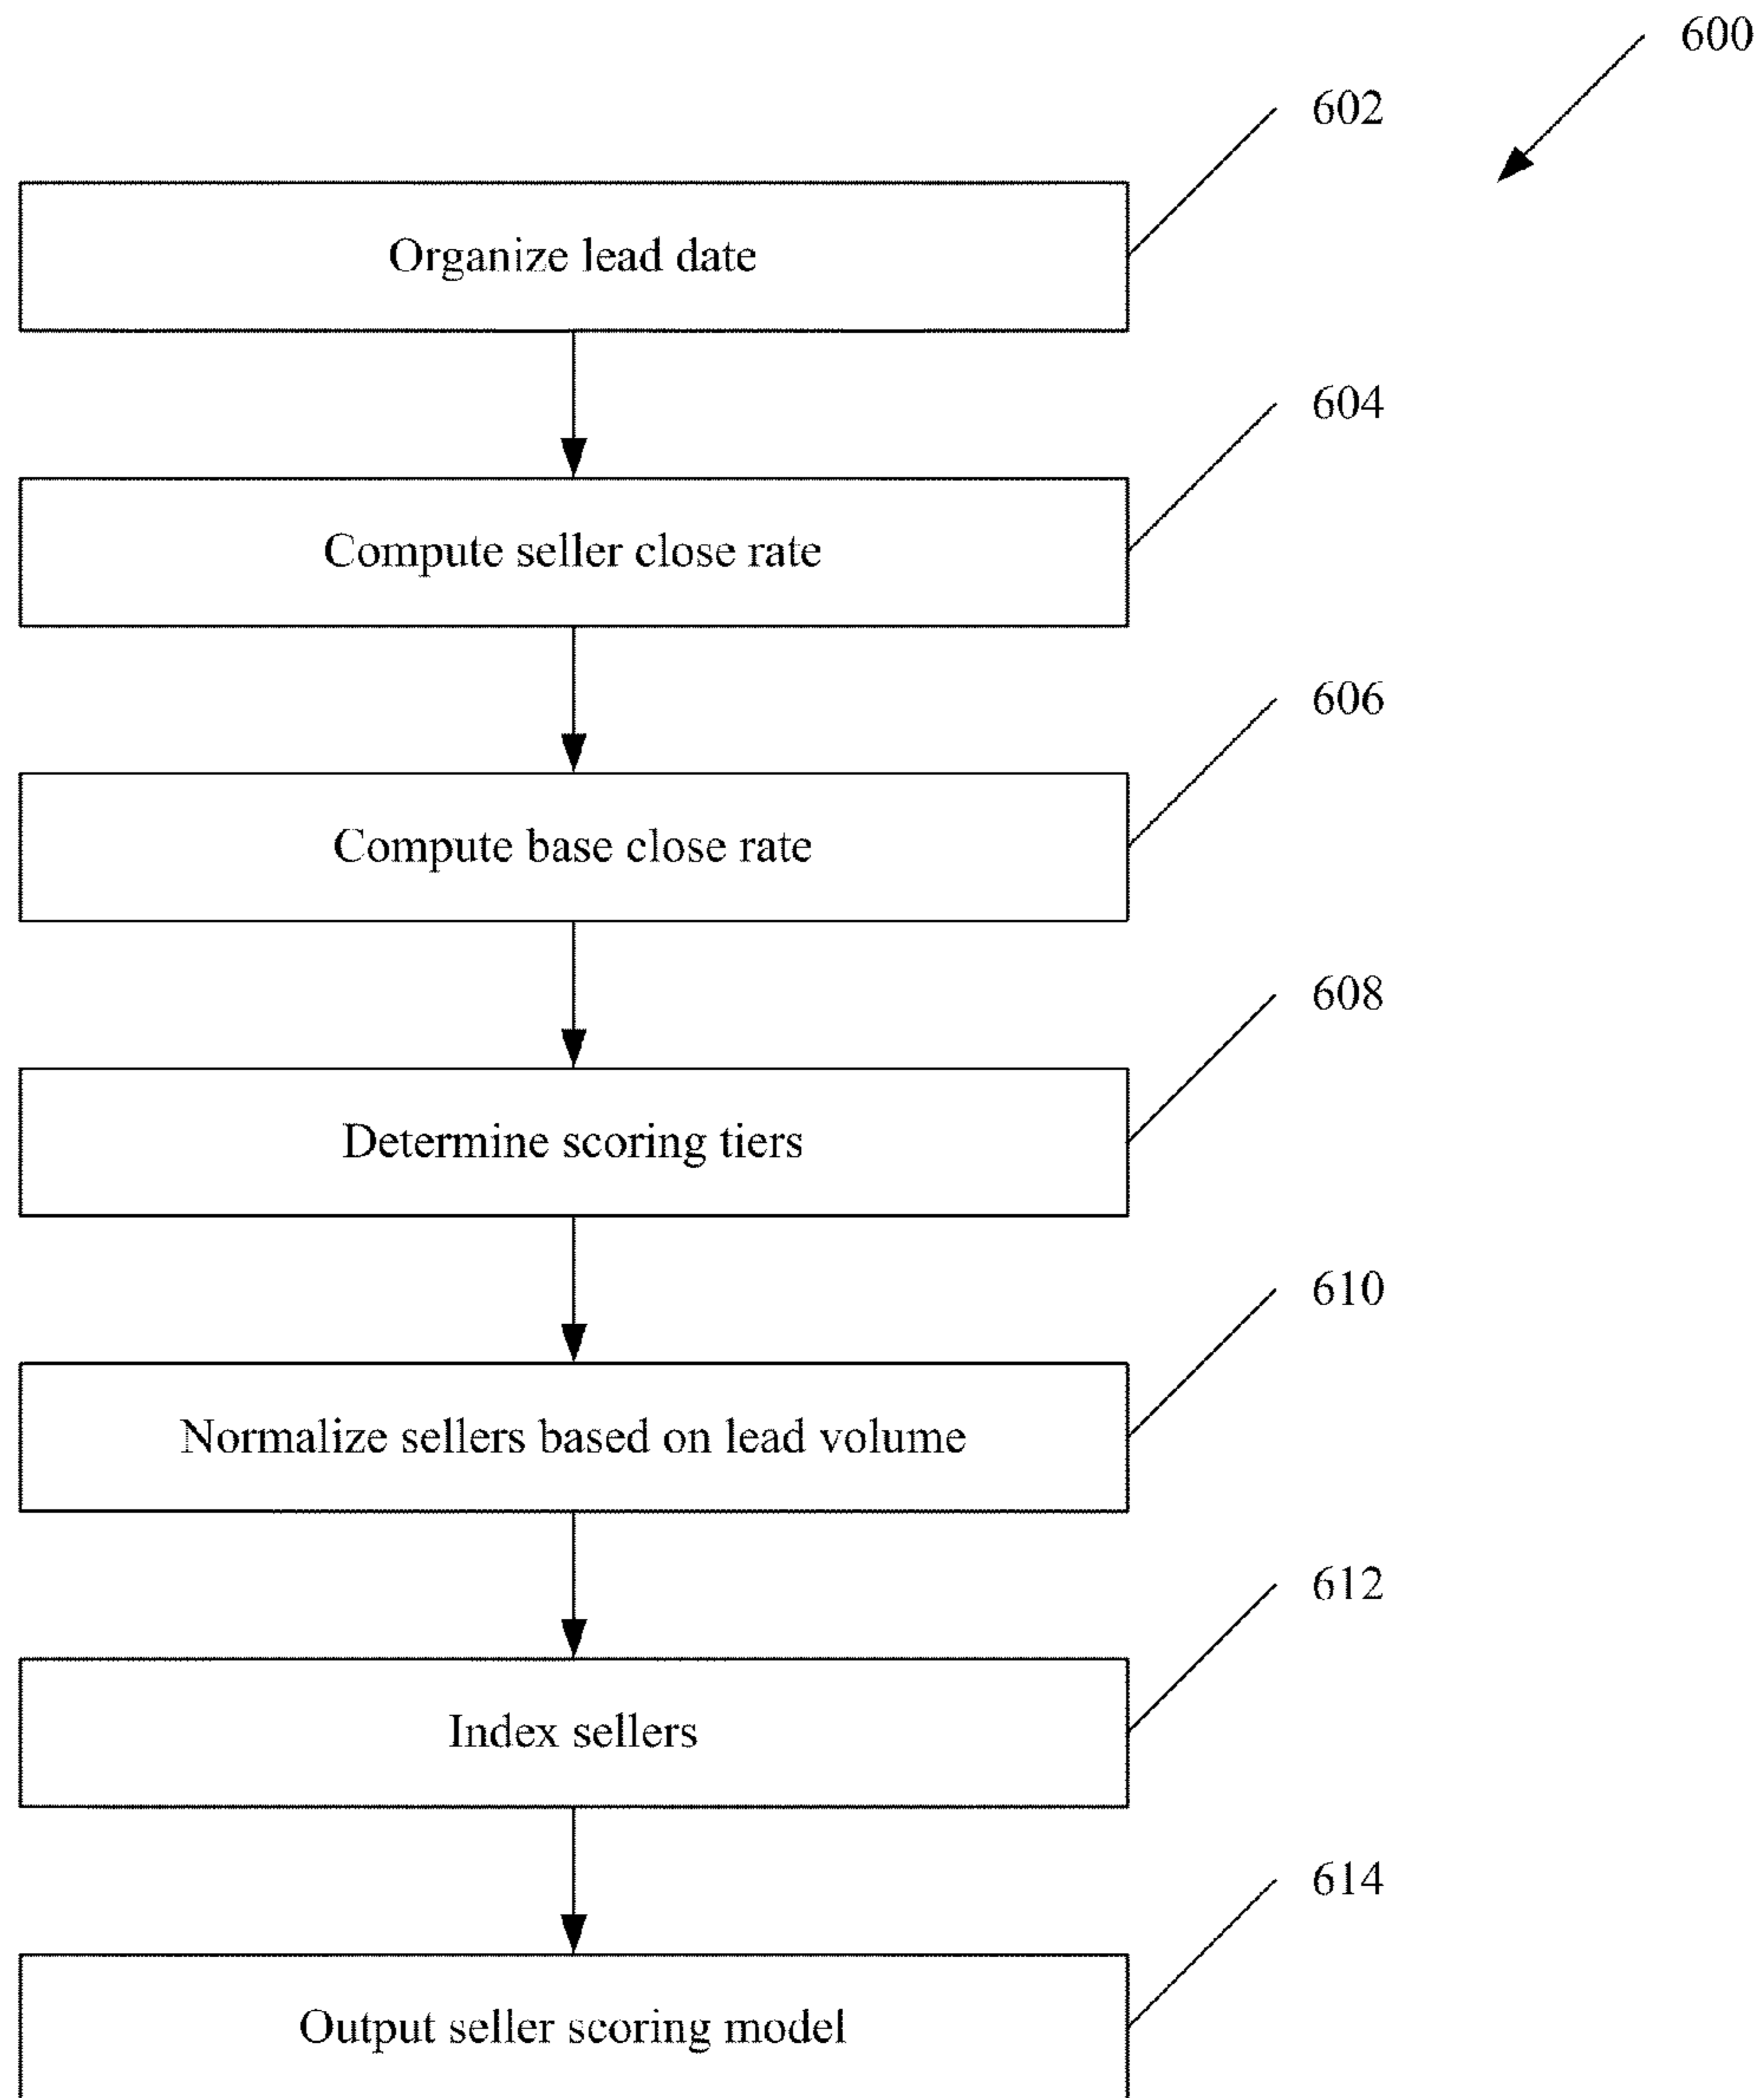 600
602
Organize lead date
604
Compute seller close rate
606
Compute base close rate
608
Determine scoring tiers
610
Normalize sellers based on lead volume
612
Index sellers
614
Output seller scoring model